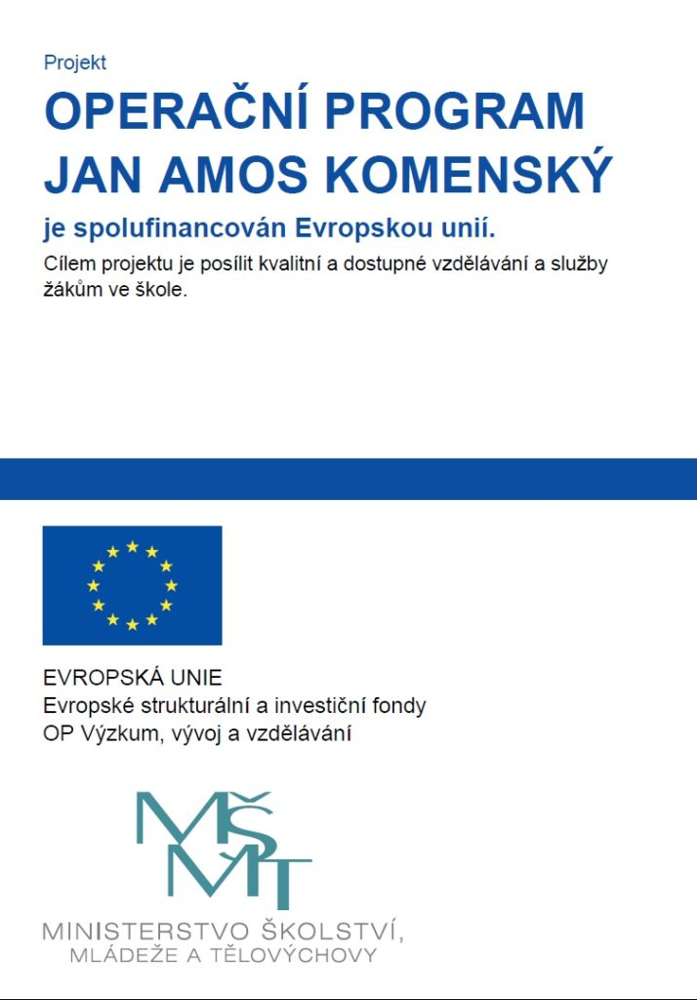 Projekt
OPERAČNÍ PROGRAM
JAN AMOS KOMENSKÝ
je spolufinancován Evropskou unií.
Cílem projektu je posílit kvalitní a dostupné vzdělávání a služby
žákům ve škole.
EVROPSKÁ UNIE
Evropské strukturální a investiční fondy
OP Výzkum, vývoj a vzdělávání
MŠ
MT
MINISTERSTVO ŠKOLSTVÍ,
MLÁDEŽE A TĚLOVÝCHOVY